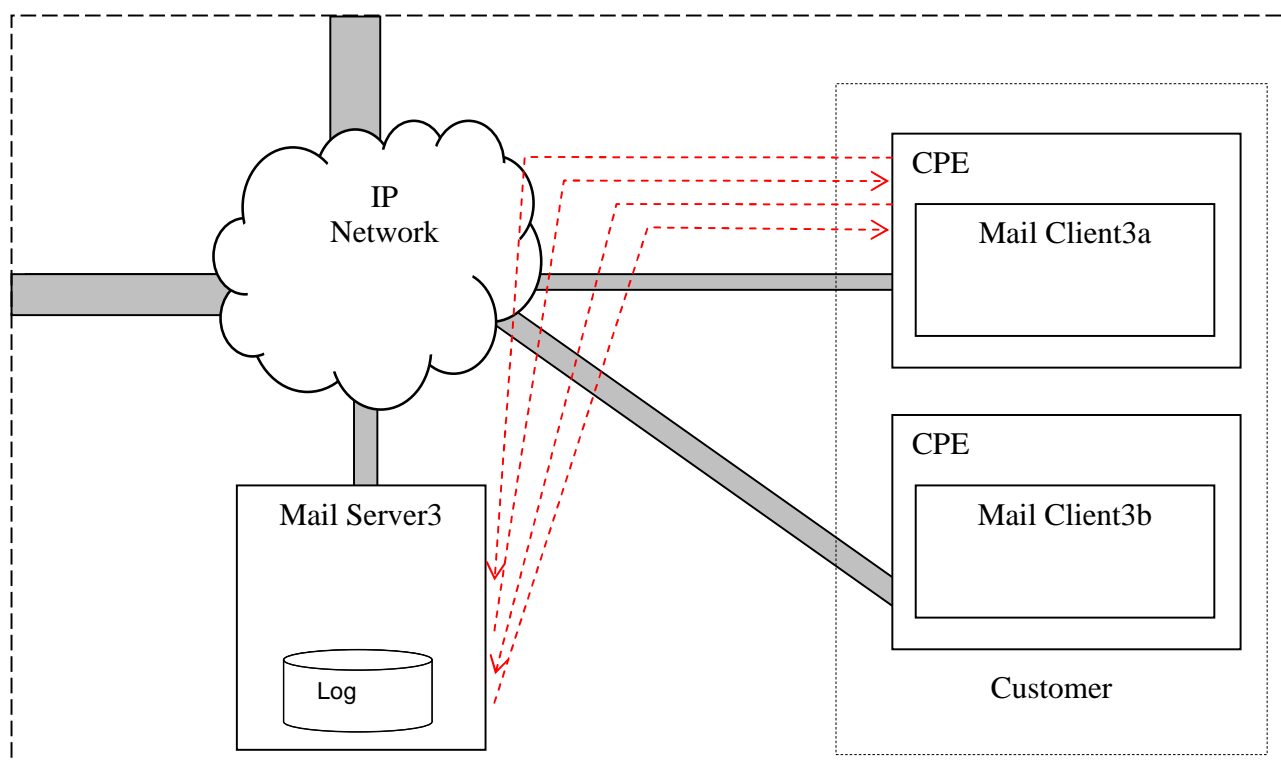 IP
Network
CPE
Mail Client3a
CPE
Mail Client3b
Customer
Mail Server3
Log